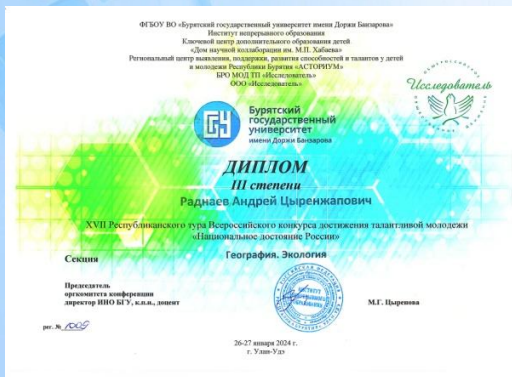 ФГБОУ ВО «Бурятский государственный университет имени Доржи Банзарова»
Институт непрерывного образования
Ключевой центр дополнительного образования детей
«Дом научной коллаборации им. М.П. Хабаева»
Региональный центр выявления, поддержки, развития способностей и талантов у детей
и молодежи Республики Бурятия «АСТОРИУМ»
БРО МОД ТП «Исследователь»
ООО «Исследователь»
Исследователь
БГУ
Бурятский
государственный
университет
имени Доржи Банзарова
ДИПЛОМ
III степени
Раднаев Андрей Цыренжапович
XVII Республиканского тура Всероссийского конкурса достижения талантливой молодежи
«Национальное достояние России»
Секция География. Экология
Председатель
оргкомитета конференции
директор ИНО БГУ, к.п.н., доцент
М.Г. Цыренова
рег. № 1009
26-27 января 2024 г.
г. Улан-Удэ